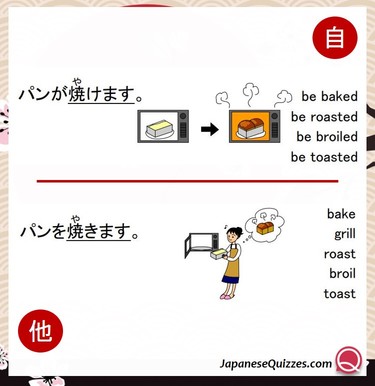 自
や
パンが焼けます。
be baked
be roasted
be broiled
be toasted
や
パンを焼きます。
bake
grill
roast
broil
toast
他
JapaneseQuizzes.com